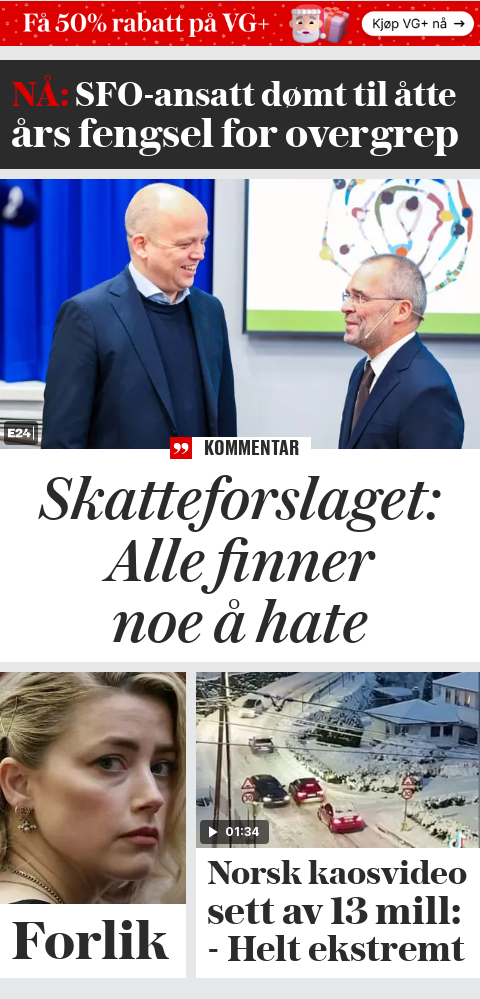 Få 50% rabatt på VG+
Kjøp VG+ nå →
NÅ: SFO-ansatt dømt til åtte
års fengsel for overgrep
E24
KOMMENTAR
Skatteforslaget:
Alle finner
noe å hate
01:34
Forlik
Norsk kaosvideo
sett av 13 mill:
- Helt ekstremt